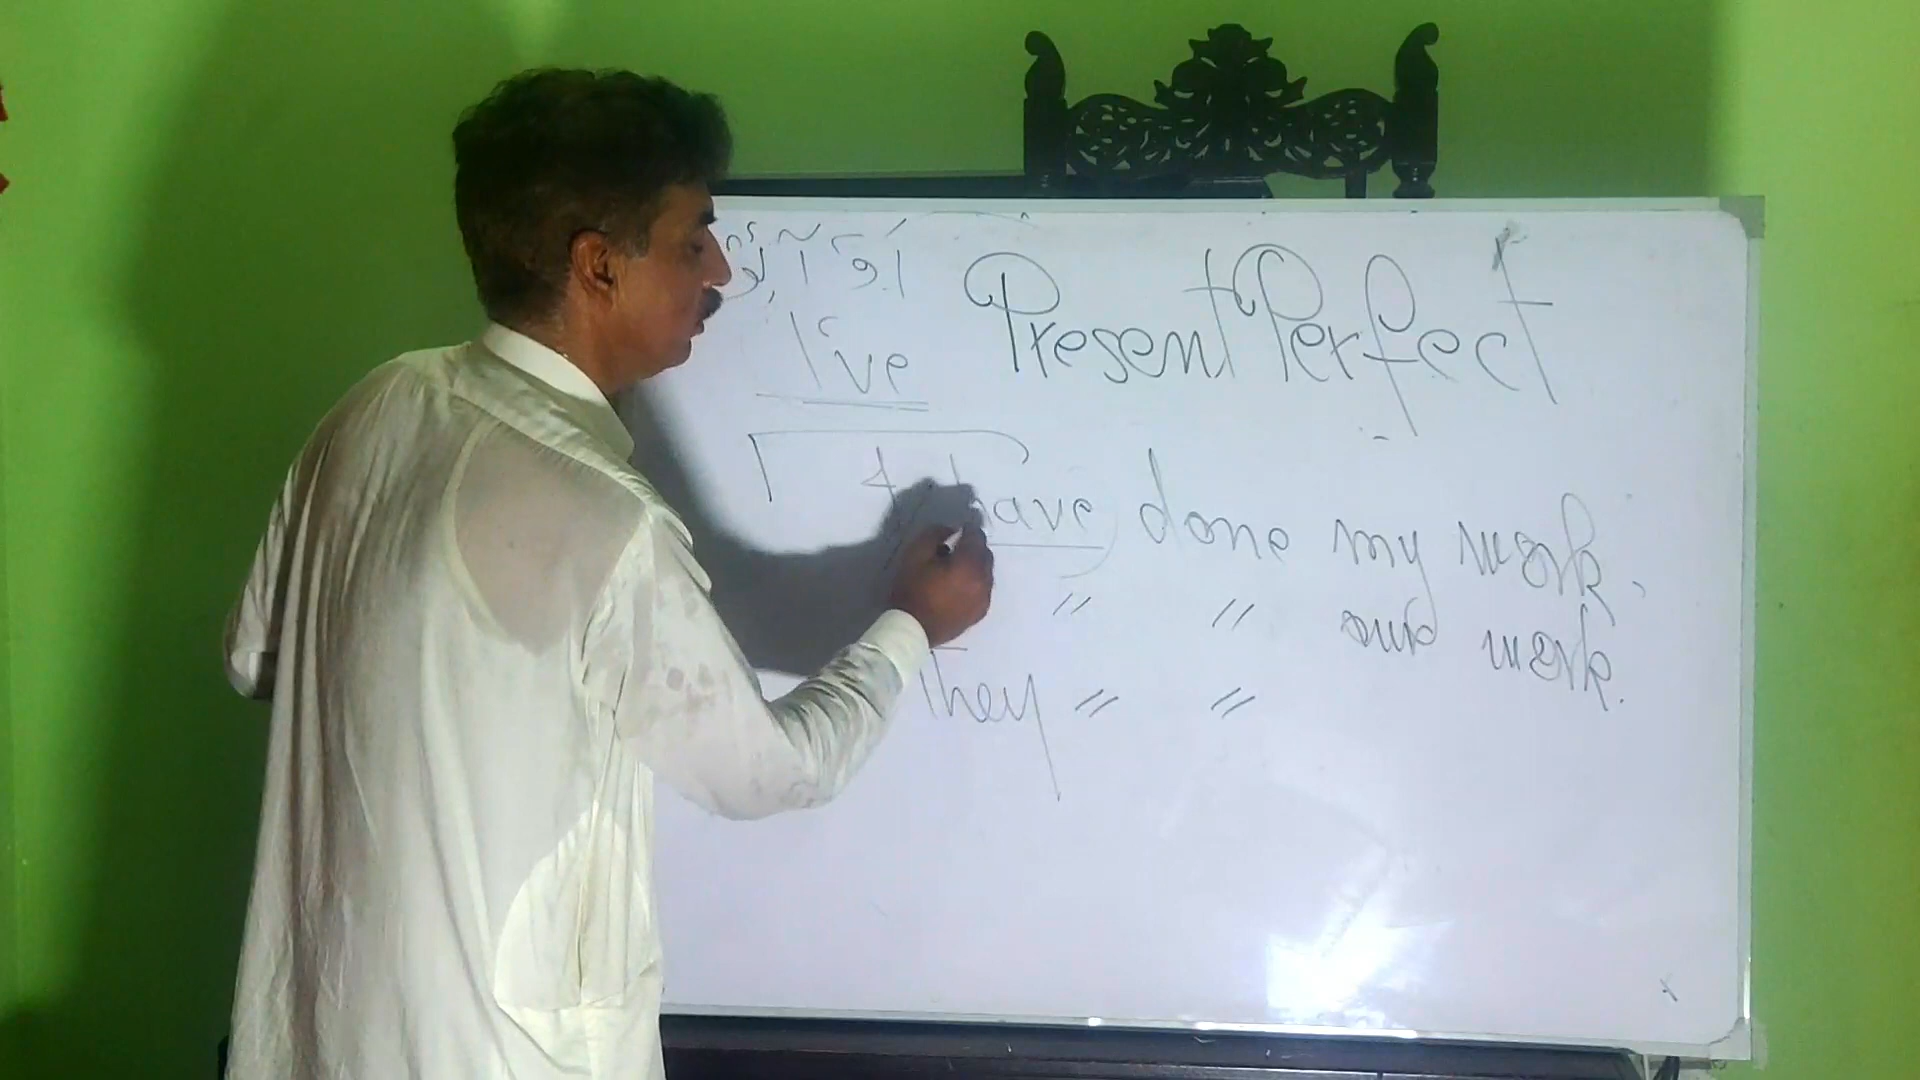 Present Perfect
I've
I have done my work.
" " our work.
They " "